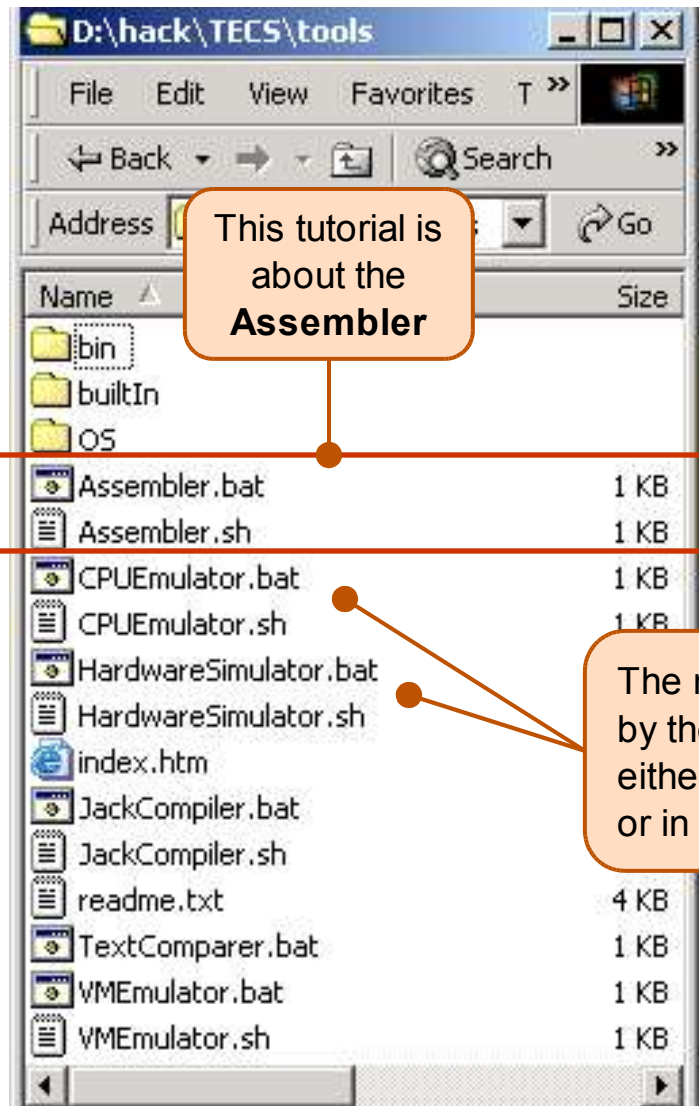 D:\hack\TECS\tools
File Edit View Favorites T »
Back Search »
Address Go
This tutorial is
about the
Assembler
Name Size
bin
builtIn
OS
Assembler.bat 1 KB
Assembler.sh 1 KB
CPUEmulator.bat 1 KB
CPUEmulator.sh 1 KB
HardwareSimulator.bat
HardwareSimulator.sh
index.htm
JackCompiler.bat
JackCompiler.sh
readme.txt 4 KB
TextComparer.bat 1 KB
VMEmulator.bat 1 KB
VMEmulator.sh 1 KB
The
by
or in